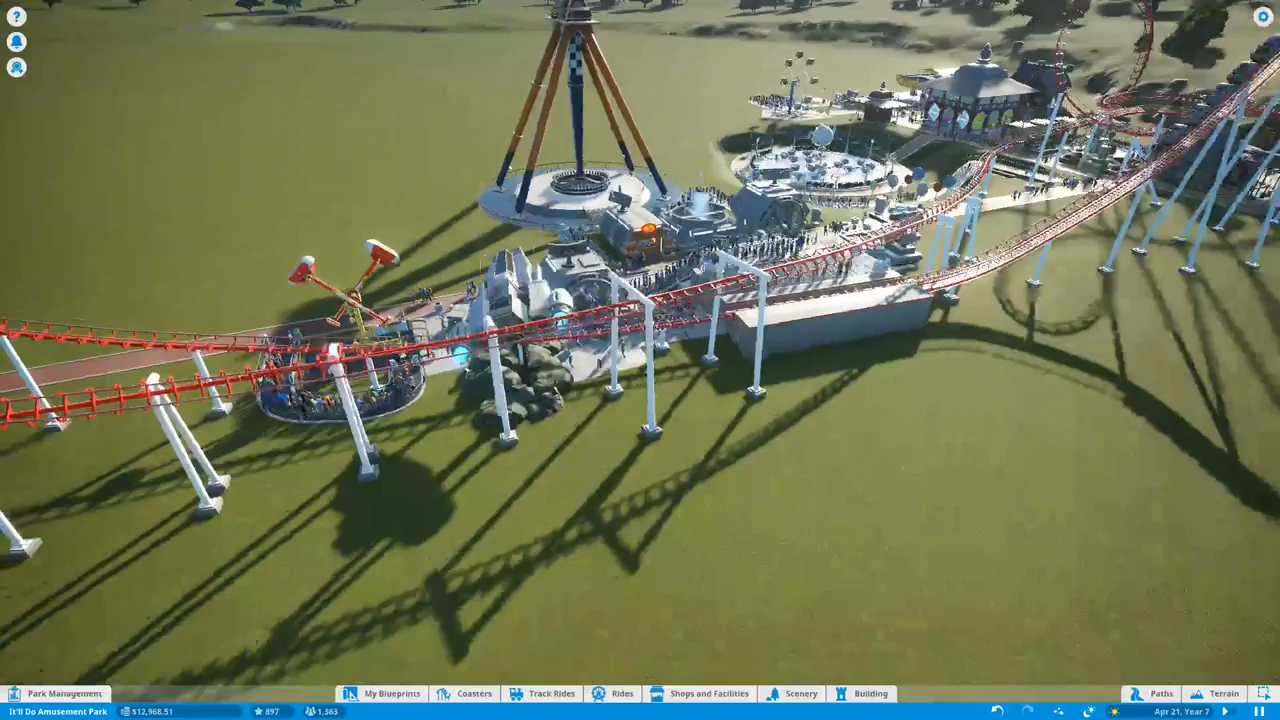 ?
Park Management
My Blueprints
Coasters
Track Rides
Rides
Shops and Facilities
Scenery
Building
Paths
Terrain
It'll Do Amusement Park
$12,968.51
897
1,363
Apr 21, Year 7